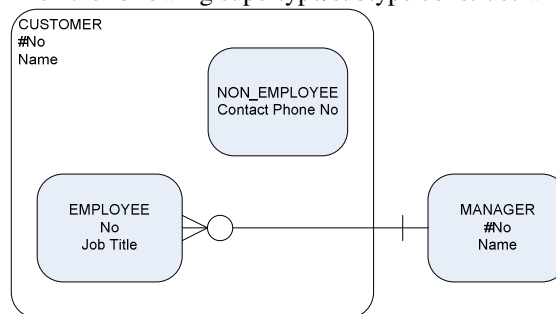 CUSTOMER
#No
Name
NON_EMPLOYEE
Contact Phone No
EMPLOYEE
No
Job Title
MANAGER
#No
Name